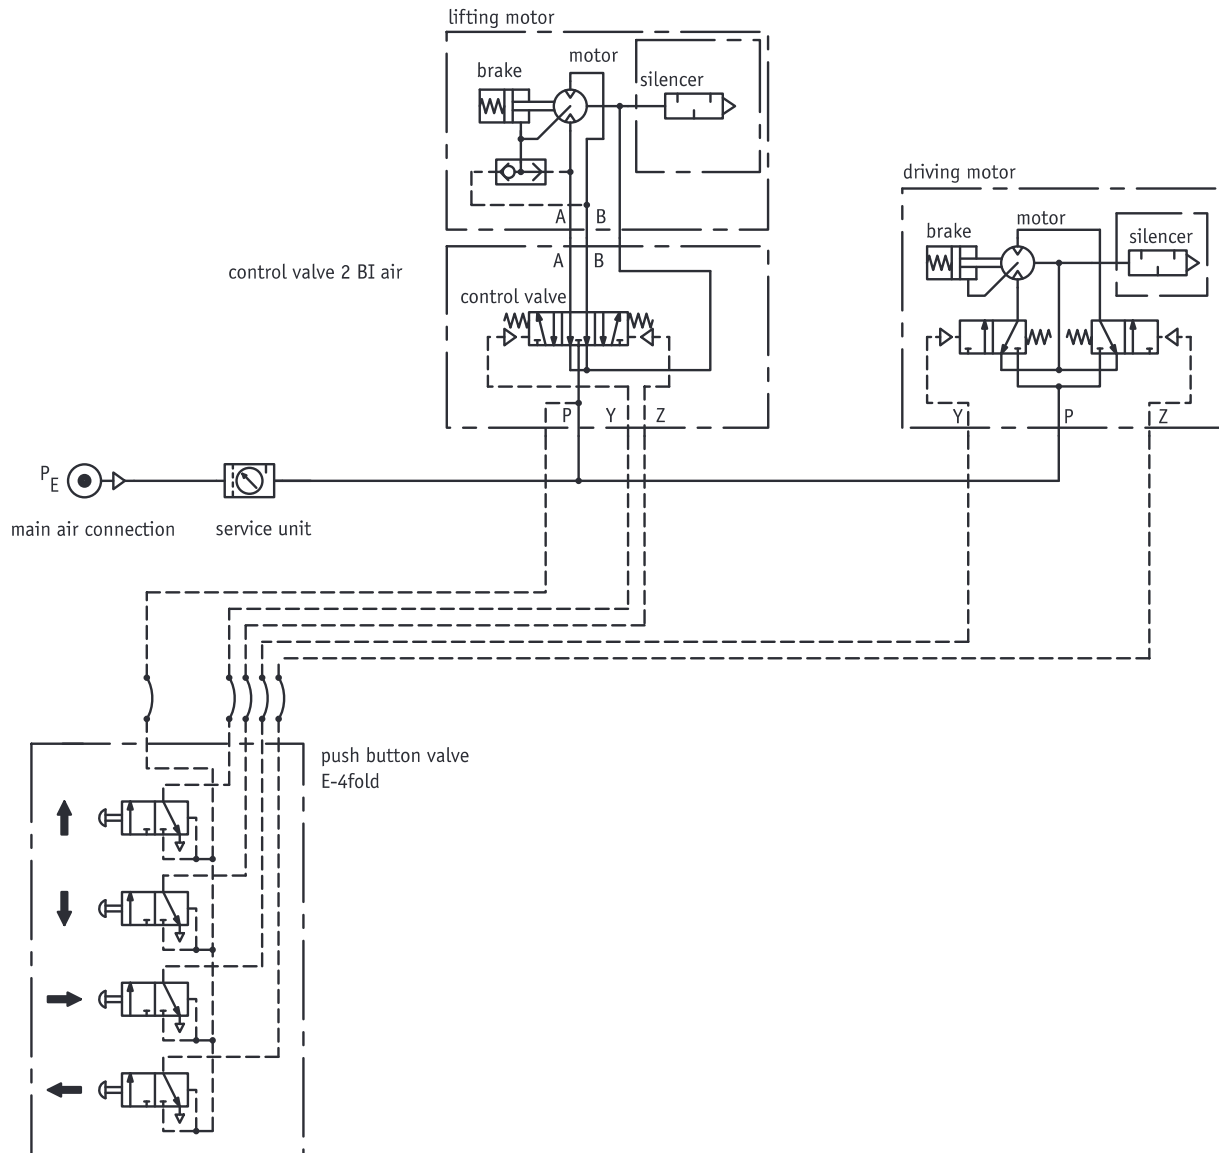 lifting motor
motor
brake
silencer
A
B
driving motor
motor
brake
silencer
control valve 2 BI air
A
B
control valve
P
Y
Z
Y
P
Z
PE
main air connection
service unit
push button valve
E-4fold